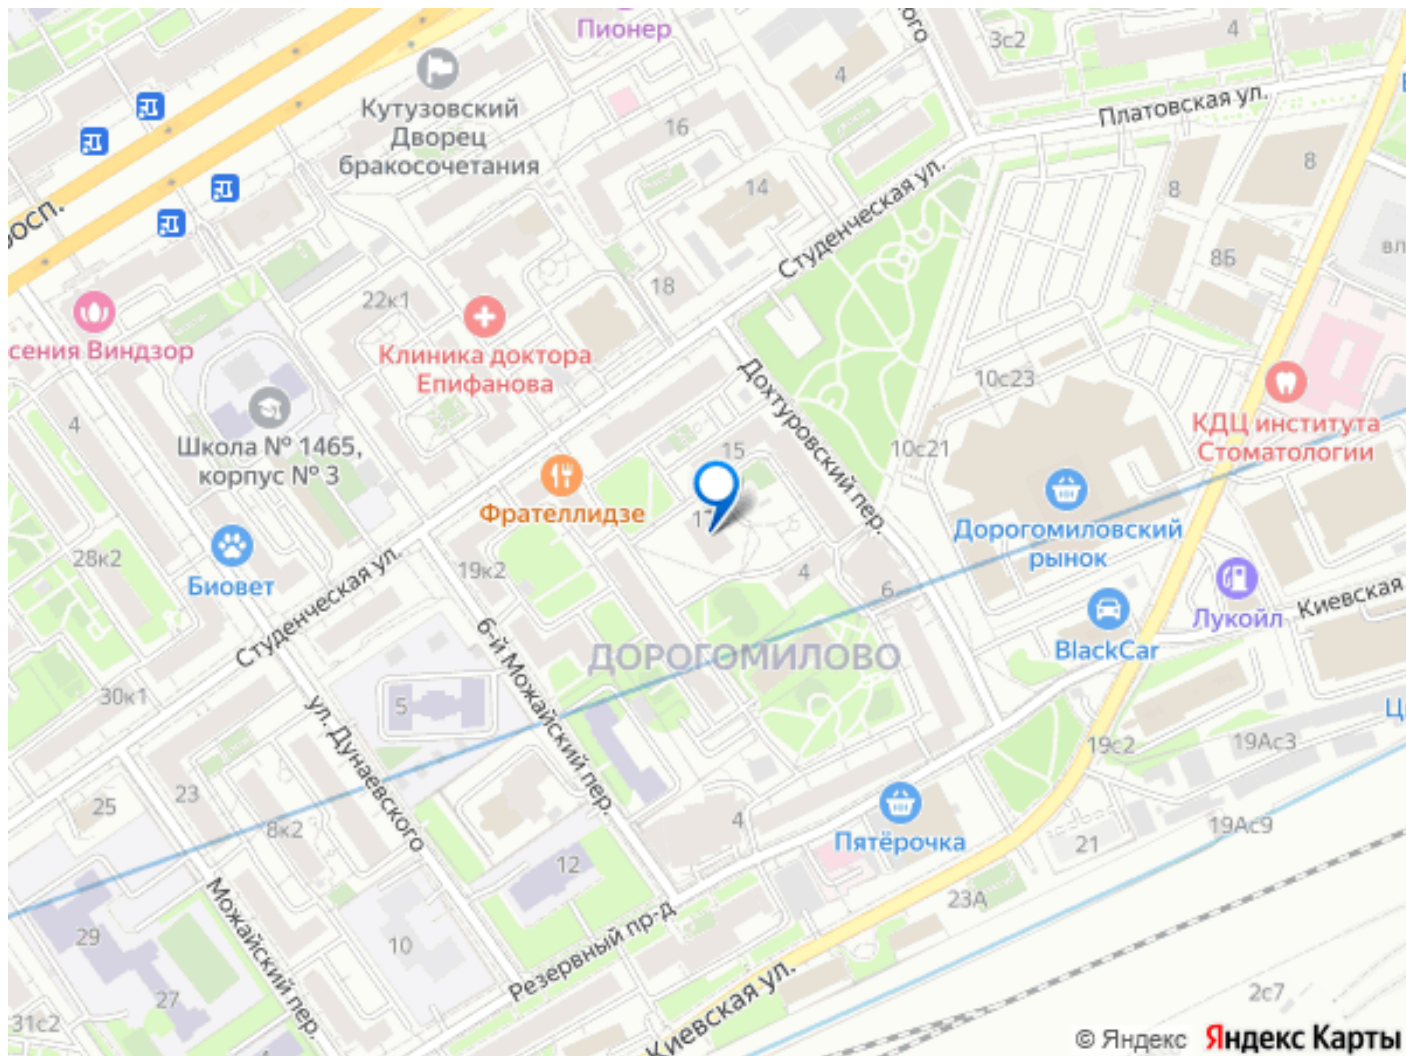 Пионер
ого
3с2
4
4
Платовская ул.
Кутузовский
Дворец
бракосочетания
16
8
14
8
Студенческая ул.
осп.
8Б
вл
18
22к1
сения Виндзор
Клиника доктора
Епифанова
Дохтуровский пер.
10с23
КДЦ института
Стоматологии
4
Школа № 1465,
корпус № 3
15
10с21
Фрателлидзе
Дорогомиловский
рынок
28к2
Биовет
19к2
4
6
Лукойл
Киевская
Студенческая ул.
BlackCar
ДОРОГОМИЛОВО
6-й Можайский пер.
30к1
5
ул. Дунаевского
Ц
19с2
19Ас3
23
25
8к2
4
Пятёрочка
19Ас9
21
12
23А
Можайский пер.
29
10
Резервный пр-д
Киевская ул.
27
31с2
2с7
© Яндекс Яндекс Карты